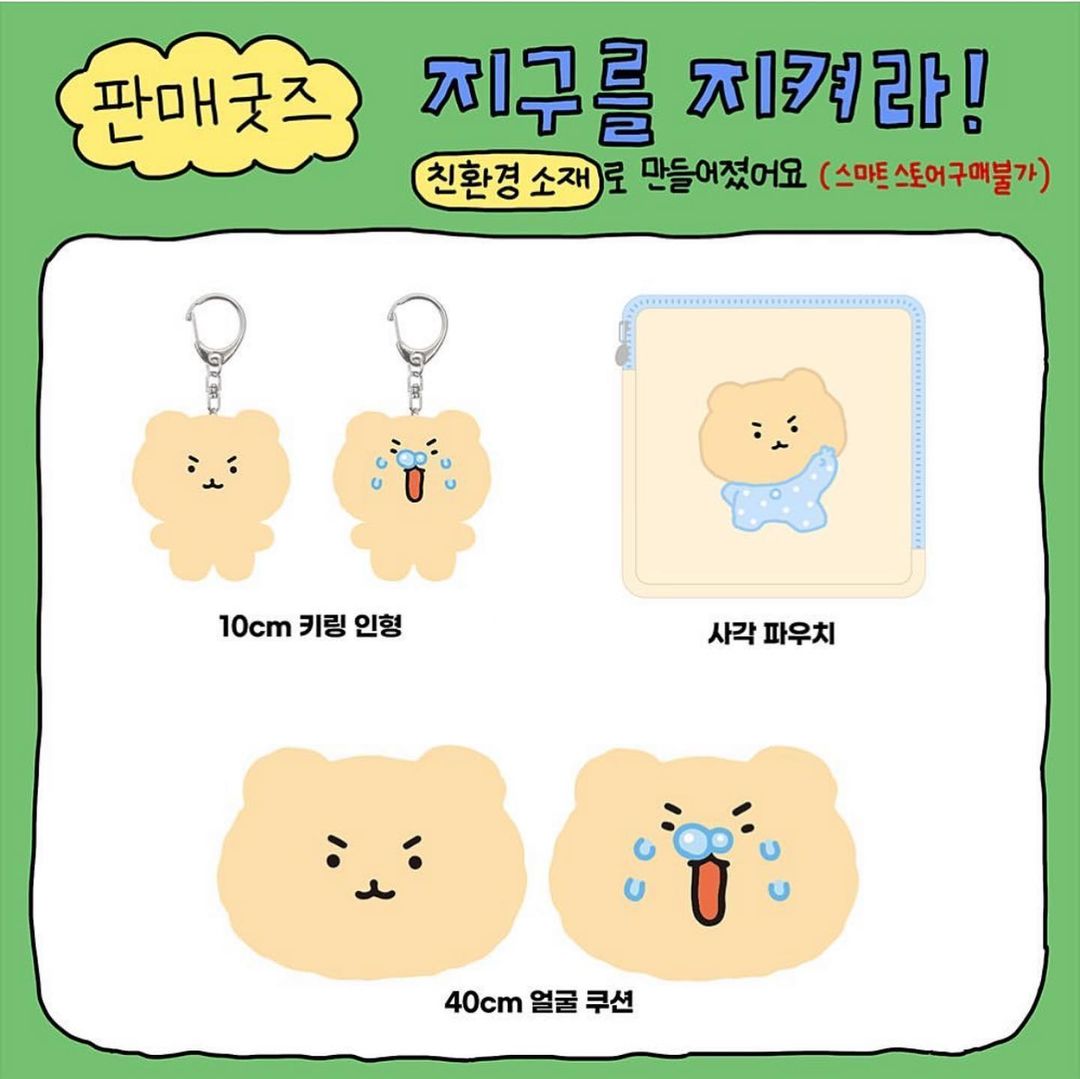 판매굿즈
지구를 지켜라!
친환경 소재로 만들어졌어요 (스마트스토어구매불가)
10cm 키링 인형
사각 파우치
40cm 얼굴 쿠션